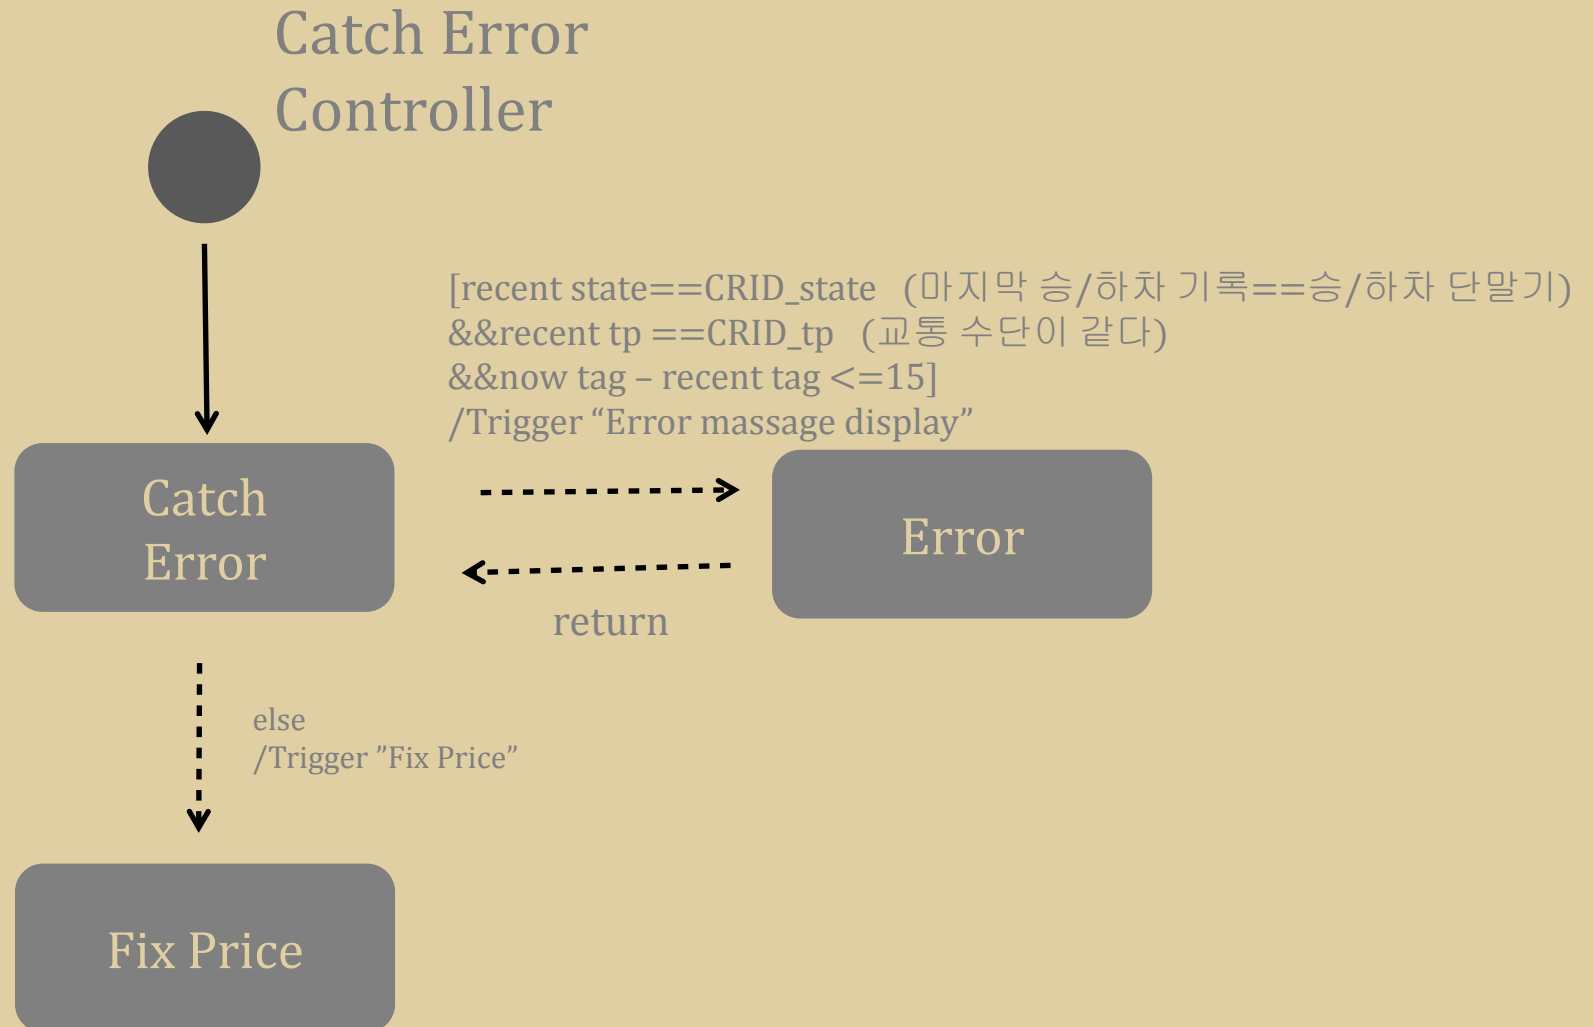 Catch Error
Controller
[recent state==CRID_state (마지막 승/하차 기록==승/하차 단말기)
&&recent tp ==CRID_tp (교통 수단이 같다)
&&now tag – recent tag <=15]
/Trigger “Error massage display”
Catch
Error
Error
return
else
/Trigger ”Fix Price”
Fix Price